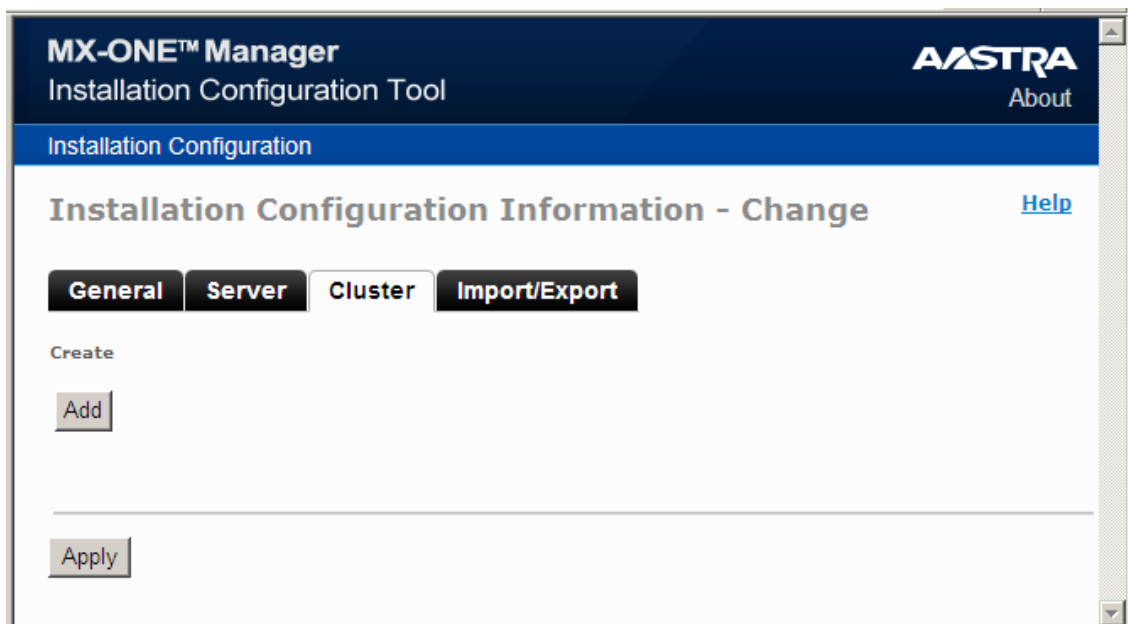 MX-ONE™ Manager
AASTRA
Installation Configuration Tool
About
Installation Configuration
Installation Configuration Information - Change
Help
General Server Cluster Import/Export
Create
Add
Apply